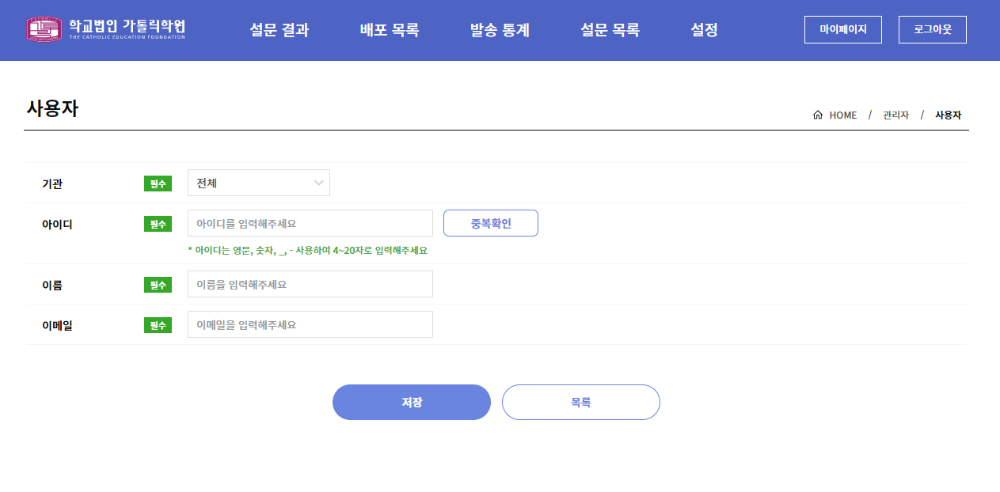 학교법인 가톨릭학원
THE CATHOLIC EDUCATION FOUNDATION
설문 결과 배포 목록 발송 통계 설문 목록 설정 마이페이지 로그아웃
사용자
HOME / 관리자 / 사용자
기관 필수 전체
아이디 필수 아이디를 입력해주세요 중복확인
* 아이디는 영문, 숫자, _, - 사용하여 4~20자로 입력해주세요
이름 필수 이름을 입력해주세요
이메일 필수 이메일을 입력해주세요
저장 목록